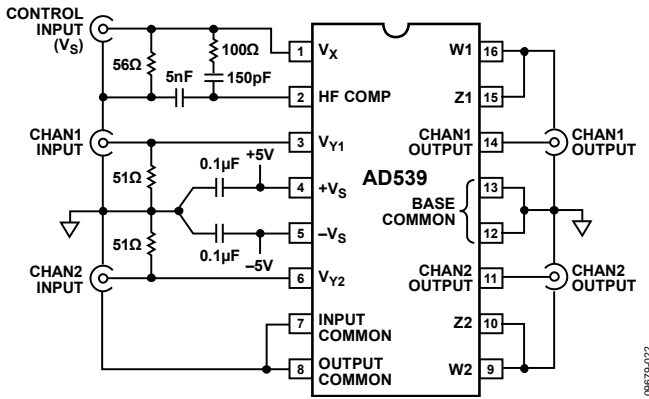 CONTROL
INPUT
(VS)
56Ω
100Ω
150pF
5nF
1
VX
W1
16
2
HF COMP
Z1
15
CHAN1
INPUT
3
VY1
CHAN1
OUTPUT
14
CHAN1
OUTPUT
51Ω
0.1µF
+5V
4
+VS
AD539
13
BASE
COMMON
51Ω
0.1µF
–5V
5
–VS
12
CHAN2
INPUT
6
VY2
CHAN2
OUTPUT
11
CHAN2
OUTPUT
7
INPUT
COMMON
Z2
10
8
OUTPUT
COMMON
W2
9
09679-022